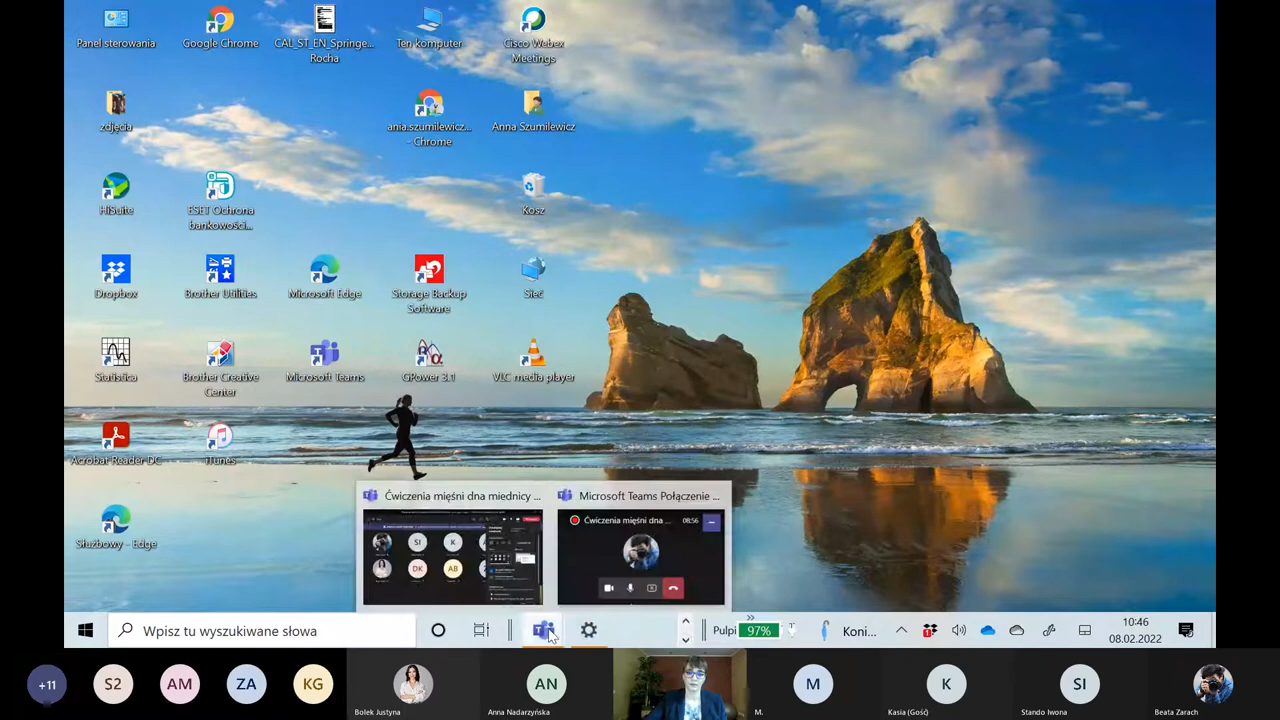 Panel sterowania
Google Chrome
CAL_ST_EN_Springe...
Rocha
Ten komputer
Cisco Webex
Meetings
zdjęcia
ania.szumilewicz...
- Chrome
Anna Szumilewicz
HiSuite
ESET Ochrona
bankowości...
Kosz
Dropbox
Brother Utilities
Microsoft Edge
Storage Backup
Software
Sieć
Statistica
Brother Creative
Center
Microsoft Teams
GPower 3.1
VLC media player
Acrobat Reader DC
iTunes
Służbowy - Edge
Ćwiczenia mięśni dna miednicy ...
Microsoft Teams Połączenie ...
Ćwiczenia mięśni dna ...
08:56
SI
K
DK
AB
Wpisz tu wyszukiwane słowa
Pulpi
97%
Koni...
10:46
08.02.2022
+11
S2
AM
ZA
KG
Bolek Justyna
AN
Anna Nadarzyńska
M
M.
K
Kasia (Gość)
SI
Stando Iwona
Beata Zarach